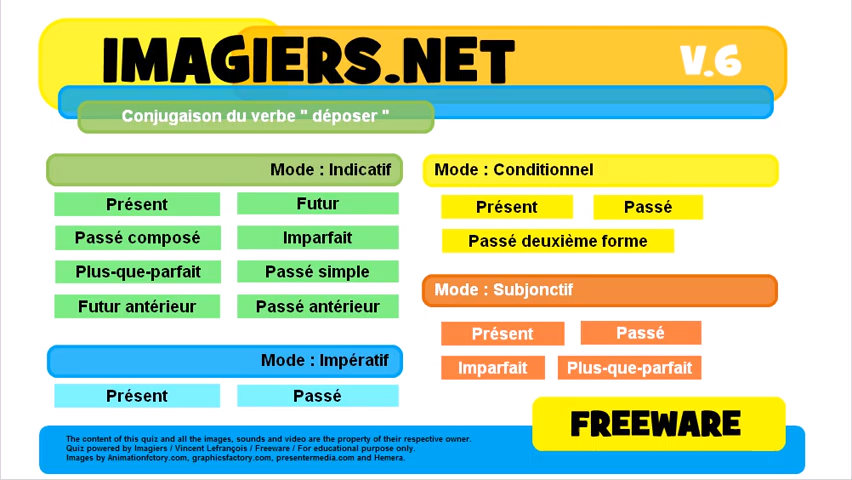 IMAGIERS.NET
V.6
Conjugaison du verbe " déposer "
Mode : Indicatif
Présent
Futur
Passé composé
Imparfait
Plus-que-parfait
Passé simple
Futur antérieur
Passé antérieur
Mode : Impératif
Présent
Passé
Mode : Conditionnel
Présent
Passé
Passé deuxième forme
Mode : Subjonctif
Présent
Passé
Imparfait
Plus-que-parfait
FREEWARE
The content of this quiz and all the images, sounds and video are the property of their respective owner.
Quiz powered by Imagiers / Vincent Lefrançois / Freeware / For educational purpose only.
Images by Animationfctory.com, graphicsfactory.com, presentermedia.com and Hemera.